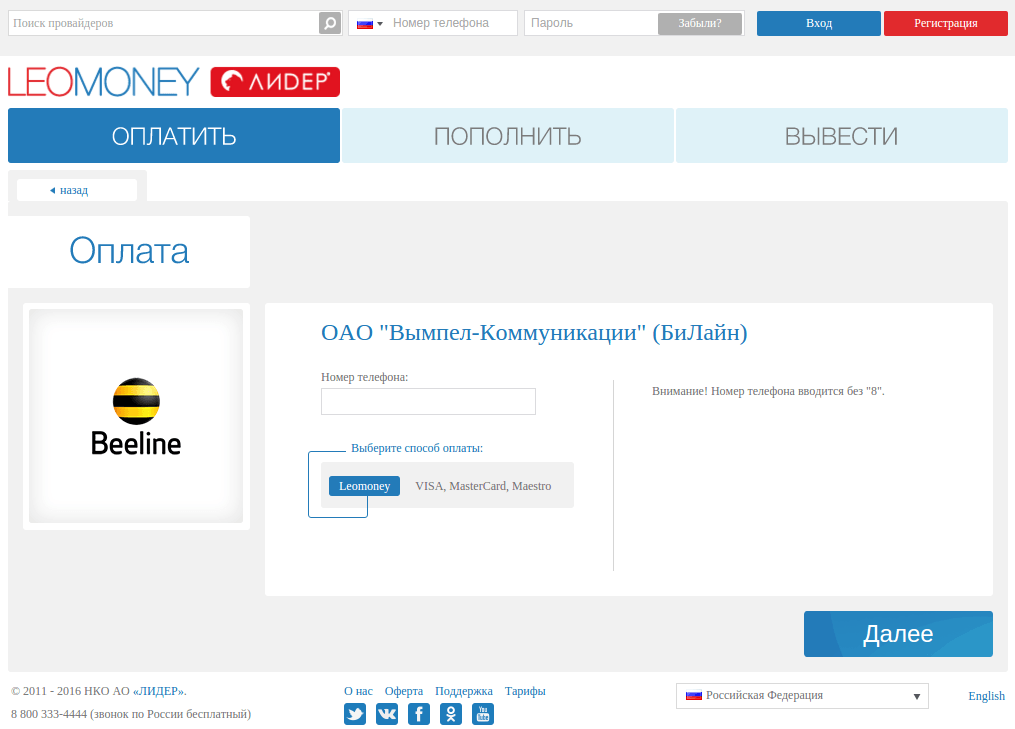 Поиск провайдеров
Номер телефона
Пароль
Забыли?
Вход
Регистрация
LEOMONEY ЛИДЕР
ОПЛАТИТЬ
ПОПОЛНИТЬ
ВЫВЕСТИ
назад
Оплата
Beeline
ОАО "Вымпел-Коммуникации" (БиЛайн)
Номер телефона:
Внимание! Номер телефона вводится без "8".
Выберите способ оплаты:
Leomoney
VISA, MasterCard, Maestro
Далее
© 2011 - 2016 НКО АО «ЛИДЕР».
8 800 333-4444 (звонок по России бесплатный)
О нас Оферта Поддержка Тарифы
You Tube
Российская Федерация
English